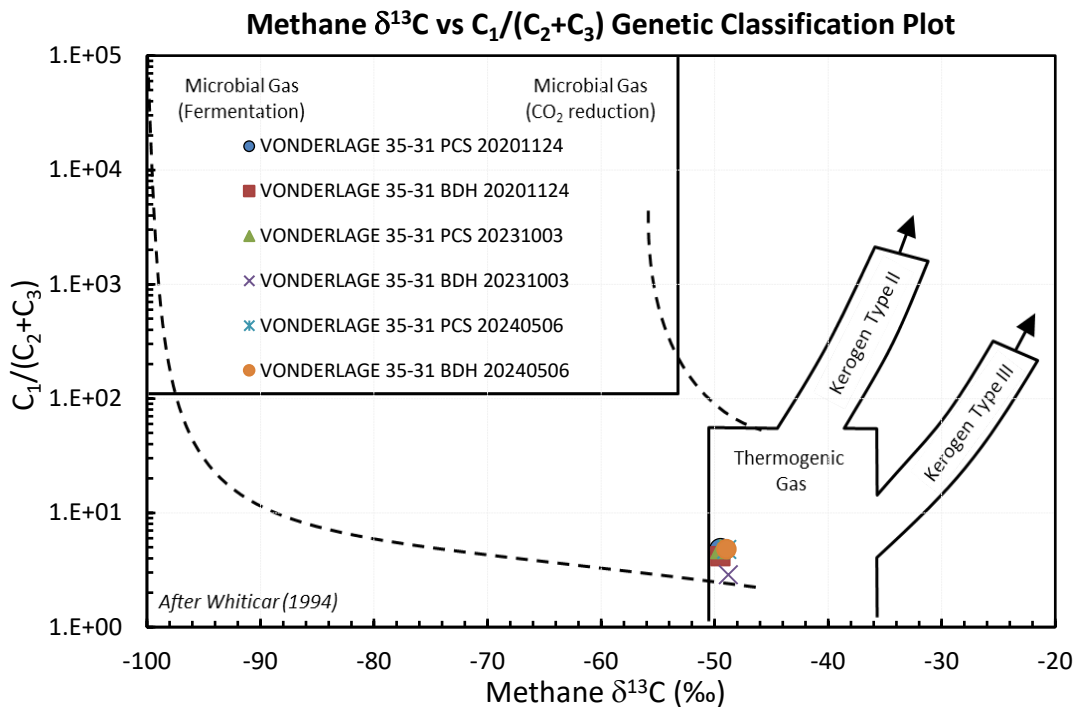 Methane δ¹³C vs C₁/(C₂+C₃) Genetic Classification Plot
C₁/(C₂+C₃)
1.E+05
1.E+04
1.E+03
1.E+02
1.E+01
1.E+00
Microbial Gas
(Fermentation)
Microbial Gas
(CO₂ reduction)
VONDERLAGE 35-31 PCS 20201124
VONDERLAGE 35-31 BDH 20201124
VONDERLAGE 35-31 PCS 20231003
VONDERLAGE 35-31 BDH 20231003
VONDERLAGE 35-31 PCS 20240506
VONDERLAGE 35-31 BDH 20240506
Kerogen Type II
Kerogen Type III
Thermogenic
Gas
After Whiticar (1994)
-100 -90 -80 -70 -60 -50 -40 -30 -20
Methane δ¹³C (‰)